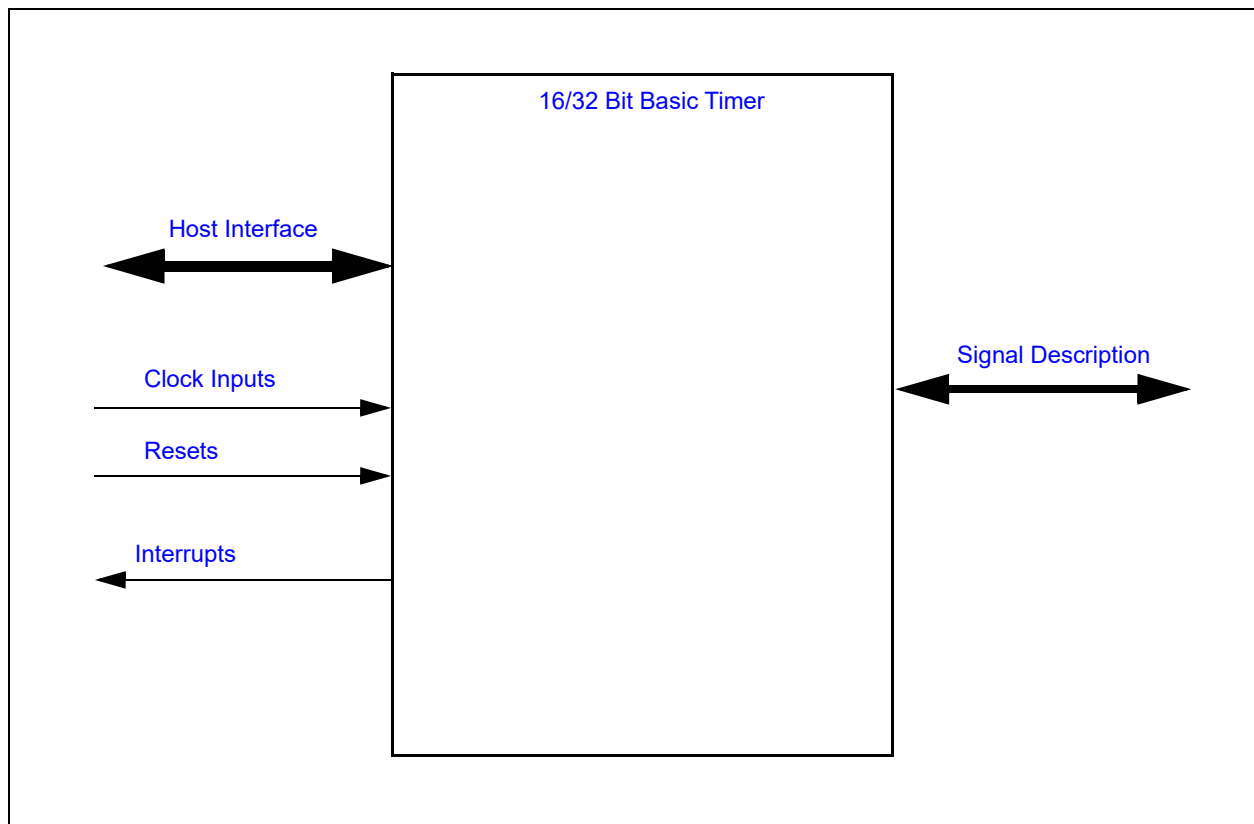 16/32 Bit Basic Timer
Host Interface
Signal Description
Clock Inputs
Resets
Interrupts